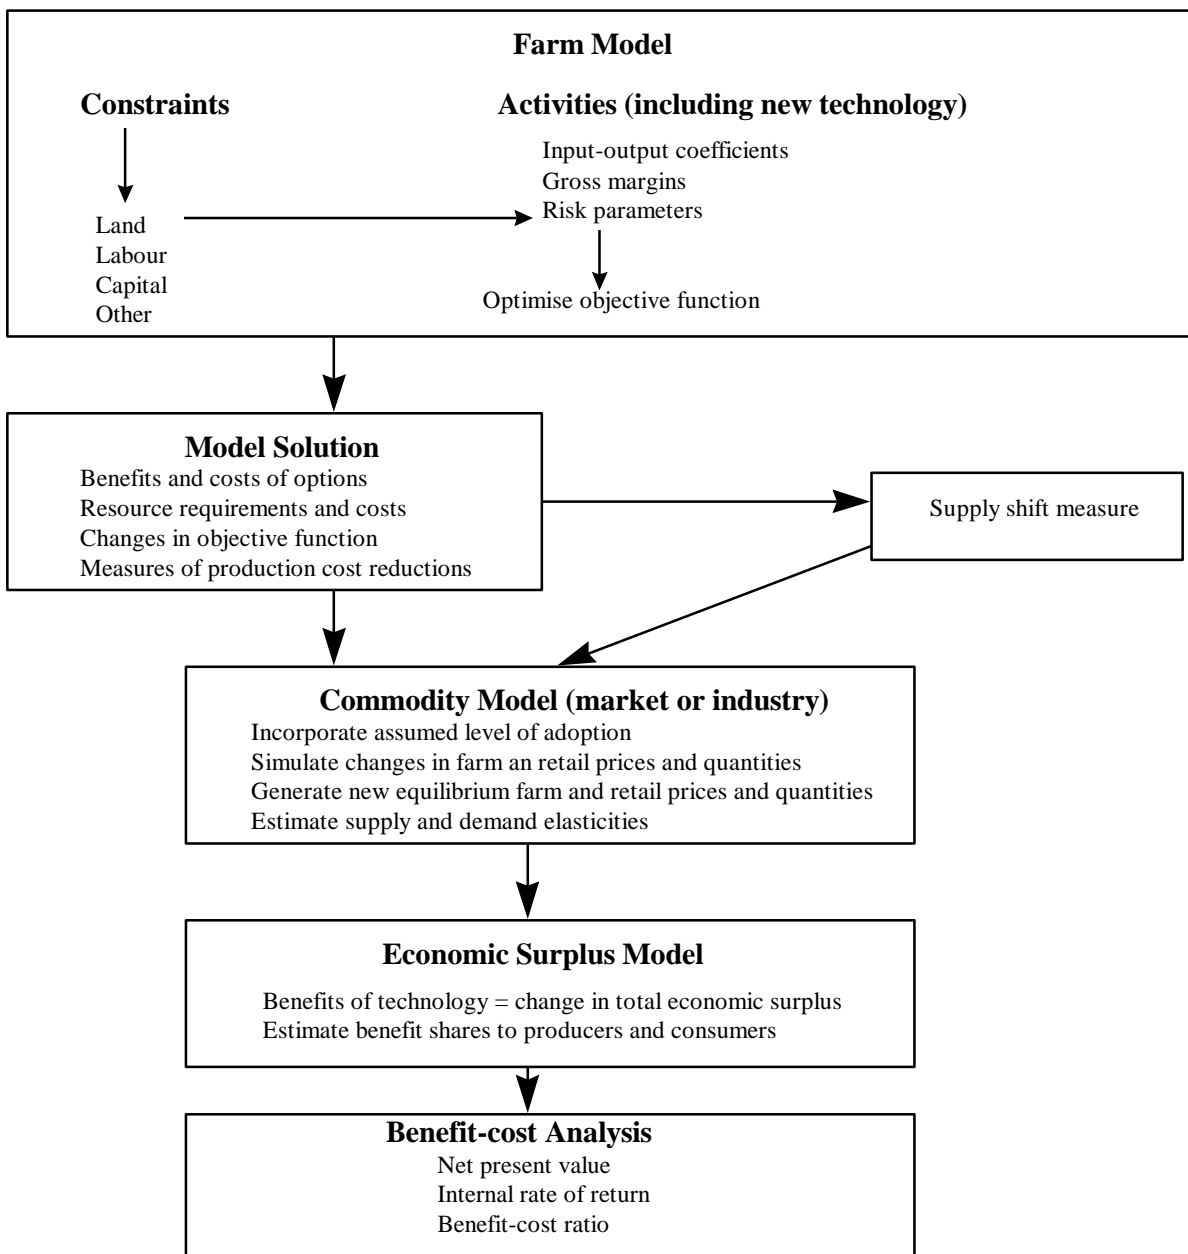 Farm Model
Constraints
Activities (including new technology)
Input-output coefficients
Gross margins
Risk parameters
Land
Labour
Capital
Other
Optimise objective function
Model Solution
Benefits and costs of options
Resource requirements and costs
Changes in objective function
Measures of production cost reductions
Supply shift measure
Commodity Model (market or industry)
Incorporate assumed level of adoption
Simulate changes in farm an retail prices and quantities
Generate new equilibrium farm and retail prices and quantities
Estimate supply and demand elasticities
Economic Surplus Model
Benefits of technology = change in total economic surplus
Estimate benefit shares to producers and consumers
Benefit-cost Analysis
Net present value
Internal rate of return
Benefit-cost ratio